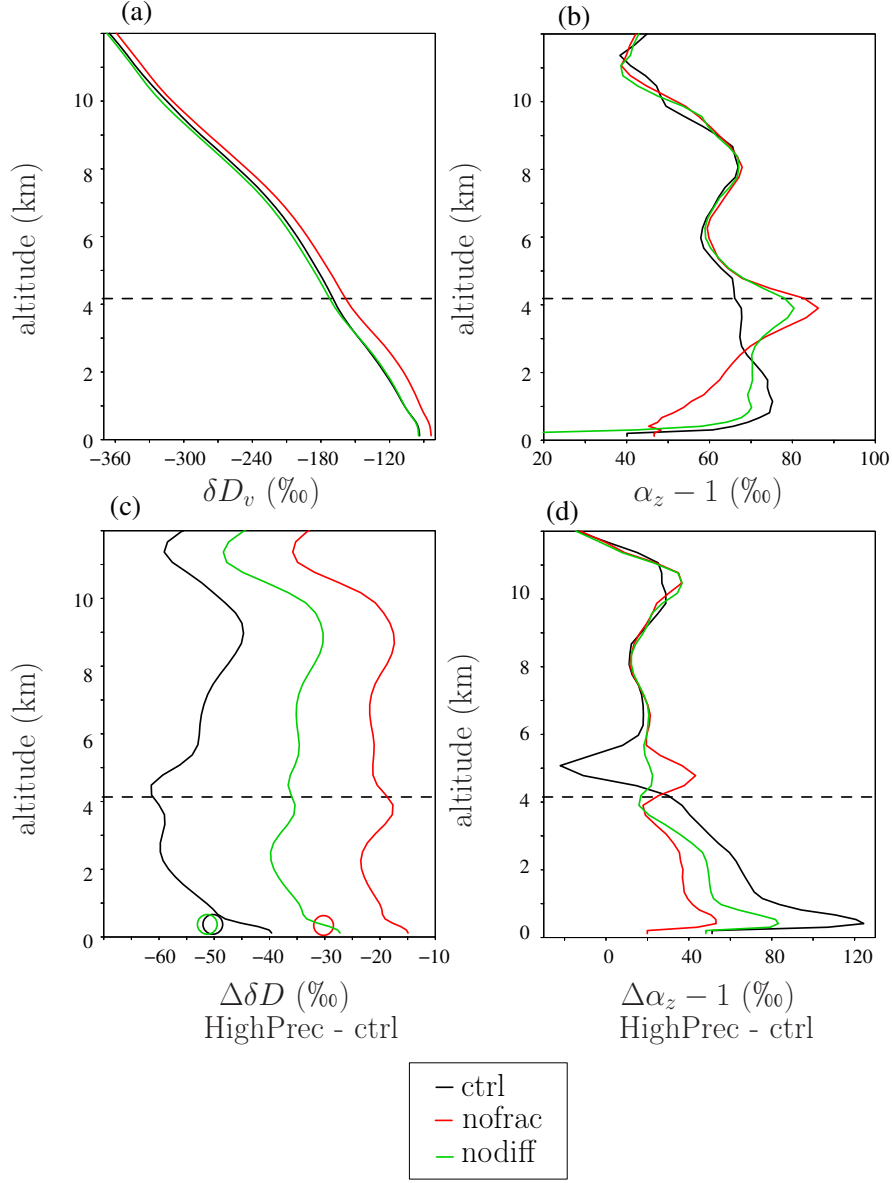 (a)
(b)
altitude (km)
10
8
6
4
2
0
−360
−300
−240
−180
−120
δD_v (‰)
altitude (km)
10
8
6
4
2
0
20
40
60
80
100
α_z − 1 (‰)
(c)
(d)
altitude (km)
10
8
6
4
2
0
−60
−50
−40
−30
−20
−10
ΔδD (‰)
HighPrec - ctrl
altitude (km)
10
8
6
4
2
0
0
40
80
120
Δα_z − 1 (‰)
HighPrec - ctrl
ctrl
nofrac
nodiff